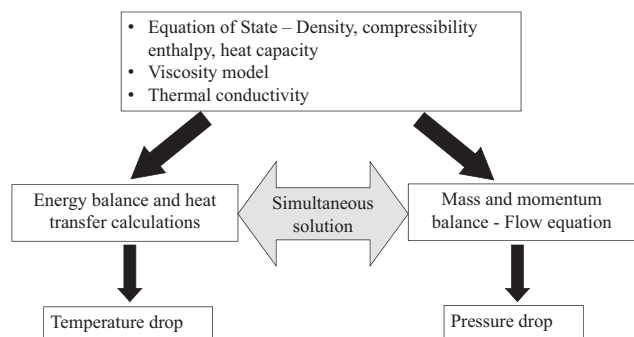 • Equation of State – Density, compressibility
enthalpy, heat capacity
• Viscosity model
• Thermal conductivity
Energy balance and heat
transfer calculations
Simultaneous
solution
Mass and momentum
balance - Flow equation
Temperature drop
Pressure drop